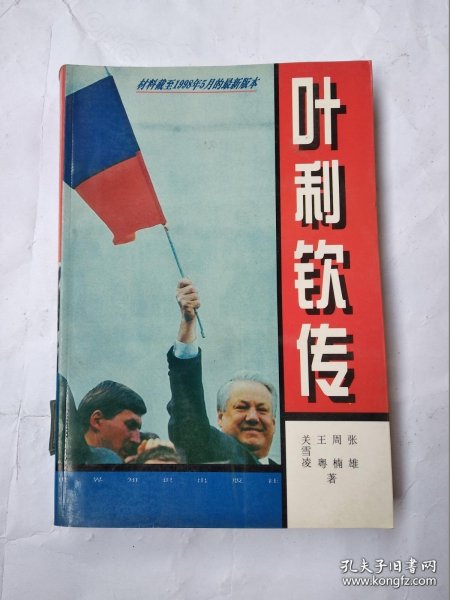 材料截至1998年5月的最新版本
叶利钦传
张雄
周楠
王粤
关雪凌
著
世界知识出版社
孔夫子旧书网
www.kongfz.com